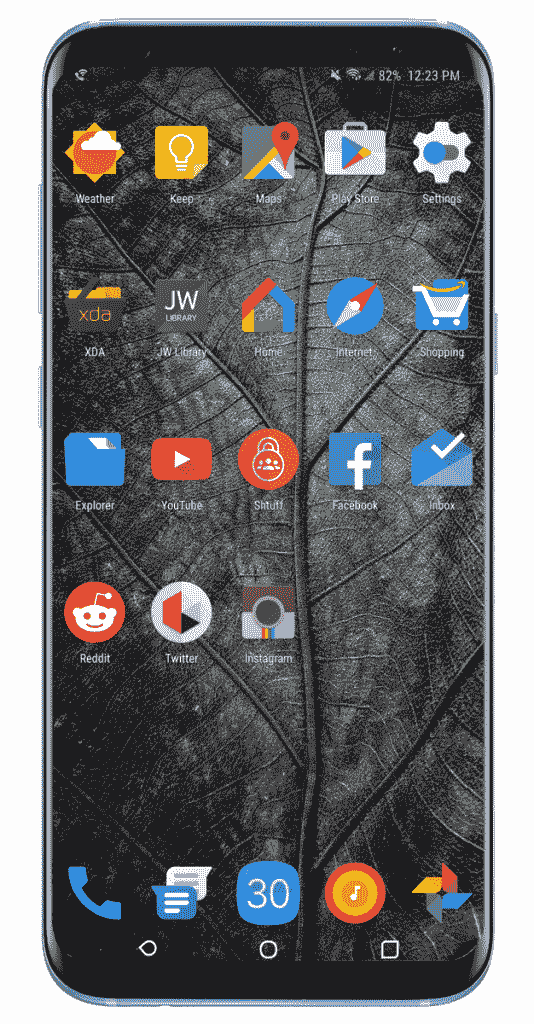 82% 12:23 PM
Weather Keep Maps Play Store Settings
xda JW
LIBRARY
XDA JW Library Home Internet Shopping
Explorer YouTube Shtuff Facebook Inbox
Reddit Twitter Instagram
30